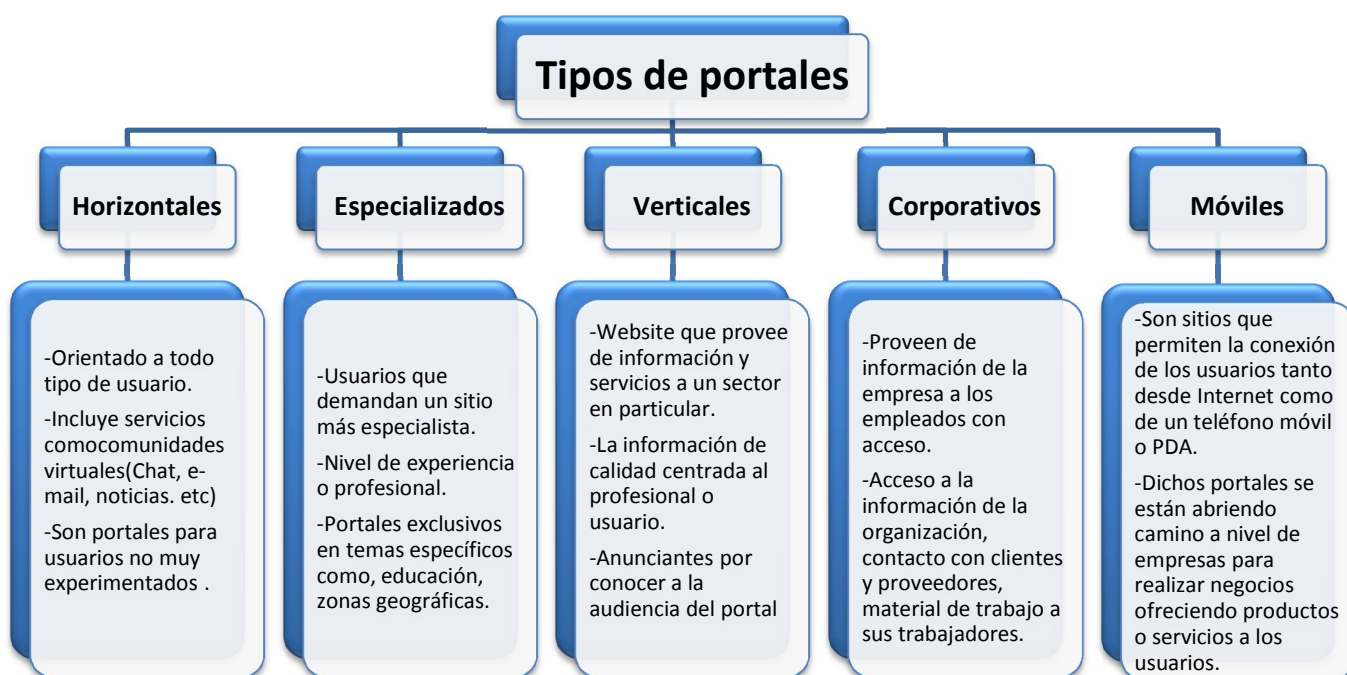 Tipos de portales
Horizontales
-Orientado a todo
tipo de usuario.
-Incluye servicios
comocomunidades
virtuales(Chat, e-
mail, noticias. etc)
-Son portales para
usuarios no muy
experimentados .
Especializados
-Usuarios que
demandan un sitio
más especialista.
-Nivel de experiencia
o profesional.
-Portales exclusivos
en temas específicos
como, educación,
zonas geográficas.
Verticales
-Website que provee
de información y
servicios a un sector
en particular.
-La información de
calidad centrada al
profesional o
usuario.
-Anunciantes por
conocer a la
audiencia del portal
Corporativos
-Proveen de
información de la
empresa a los
empleados con
acceso.
-Acceso a la
información de la
organización,
contacto con clientes
y proveedores,
material de trabajo a
sus trabajadores.
Móviles
-Son sitios que
permiten la conexión
de los usuarios tanto
desde Internet como
de un teléfono móvil
o PDA.
-Dichos portales se
están abriendo
camino a nivel de
empresas para
realizar negocios
ofreciendo productos
o servicios a los
usuarios.